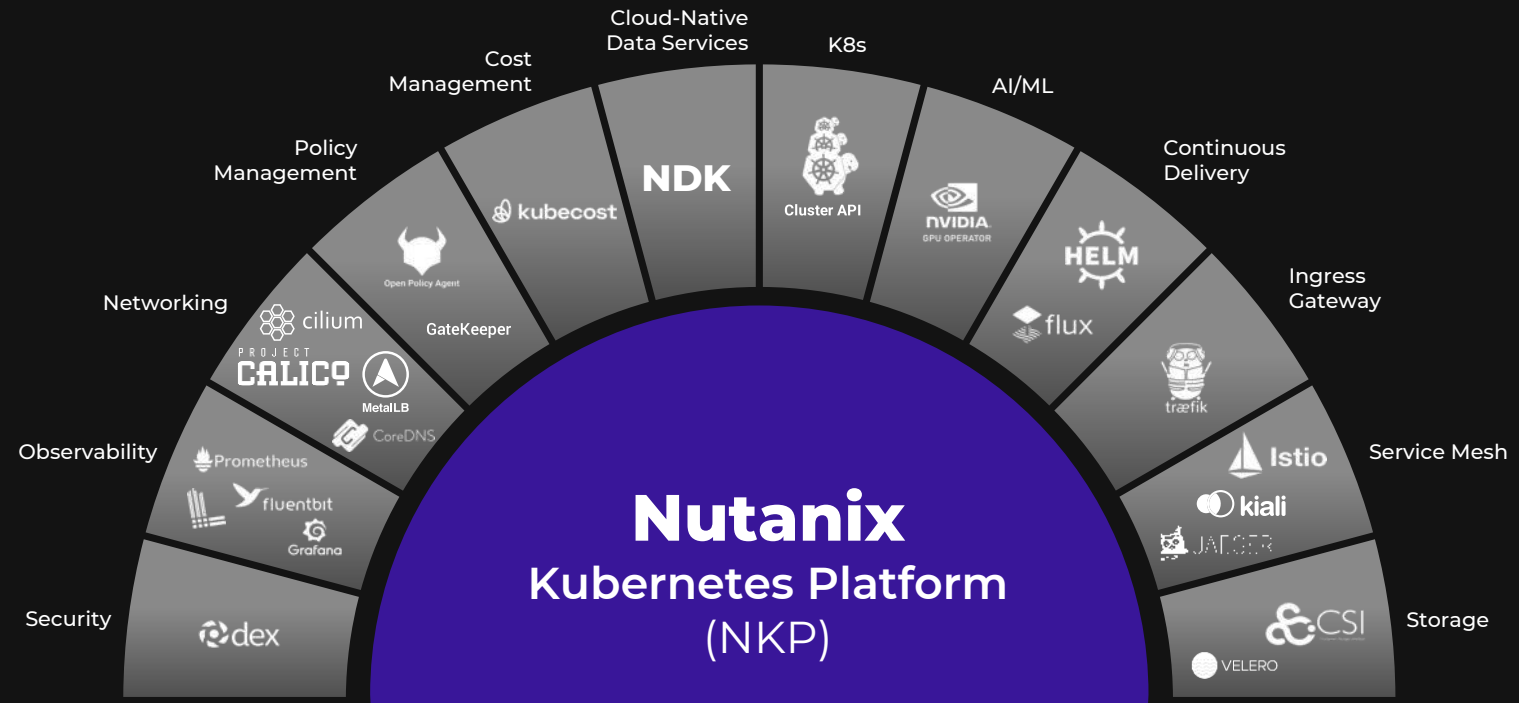 Cloud-Native
Data Services
K8s
Cost
Management
AI/ML
Policy
Management
Continuous
Delivery
NDK
Cluster API
kubecost
NVIDIA
GPU OPERATOR
HELM
flux
Open Policy Agent
GateKeeper
Networking
cilium
PROJECT
CALICO
MetalLB
CoreDNS
Ingress
Gateway
træfik
Observability
Prometheus
fluentbit
Grafana
Service Mesh
Istio
kiali
JAEGER
Security
dex
Storage
CSI
VELERO
Nutanix
Kubernetes Platform
(NKP)